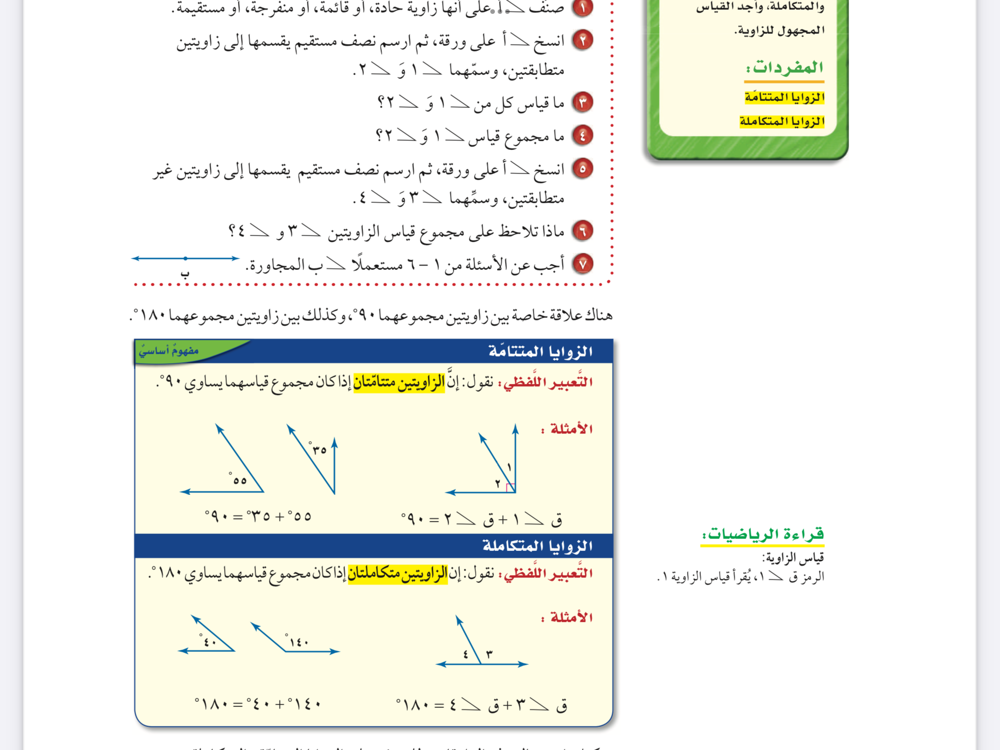 ١ صنّف ∠أ على أنها زاوية حادة، أو قائمة، أو منفرجة، أو مستقيمة.
٢ انسخ ∠أ على ورقة، ثم ارسم نصف مستقيم يقسمها إلى زاويتين
متطابقتين، وسمّهما ∠١ وَ ∠٢.
٣ ما قياس كل من ∠١ وَ ∠٢؟
٤ ما مجموع قياس ∠١ وَ ∠٢؟
٥ انسخ ∠أ على ورقة، ثم ارسم نصف مستقيم يقسمها إلى زاويتين غير
متطابقتين، وسمِّهما ∠٣ وَ ∠٤.
٦ ماذا تلاحظ على مجموع قياس الزاويتين ∠٣ و ∠٤؟
٧ أجب عن الأسئلة من ١ – ٦ مستعملًا ∠ب المجاورة.
ب
والمتكاملة، وأجد القياس
المجهول للزاوية.
المفردات:
الزوايا المتتامّة
الزوايا المتكاملة
هناك علاقة خاصة بين زاويتين مجموعهما ٩٠°، وكذلك بين زاويتين مجموعهما ١٨٠°.
الزوايا المتتامّة
مفهومٌ أساسيٌ
التَّعبير اللَّفظي: نقول: إنَّ الزاويتين متتامّتان إذا كان مجموع قياسهما يساوي ٩٠°.
الأمثلة :
١
٢
٣٥°
٥٥°
ق ∠١ + ق ∠٢ = ٩٠°
٥٥° + ٣٥° = ٩٠°
الزوايا المتكاملة
التَّعبير اللَّفظي: نقول: إن الزاويتين متكاملتان إذا كان مجموع قياسهما يساوي ١٨٠°.
الأمثلة :
٣
٤
١٤٠°
٤٠°
ق ∠٣ + ق ∠٤ = ١٨٠°
١٤٠° + ٤٠° = ١٨٠°
قراءة الرياضيات:
قياس الزاوية:
الرمز ق ∠١، يُقرأ قياس الزاوية ١.